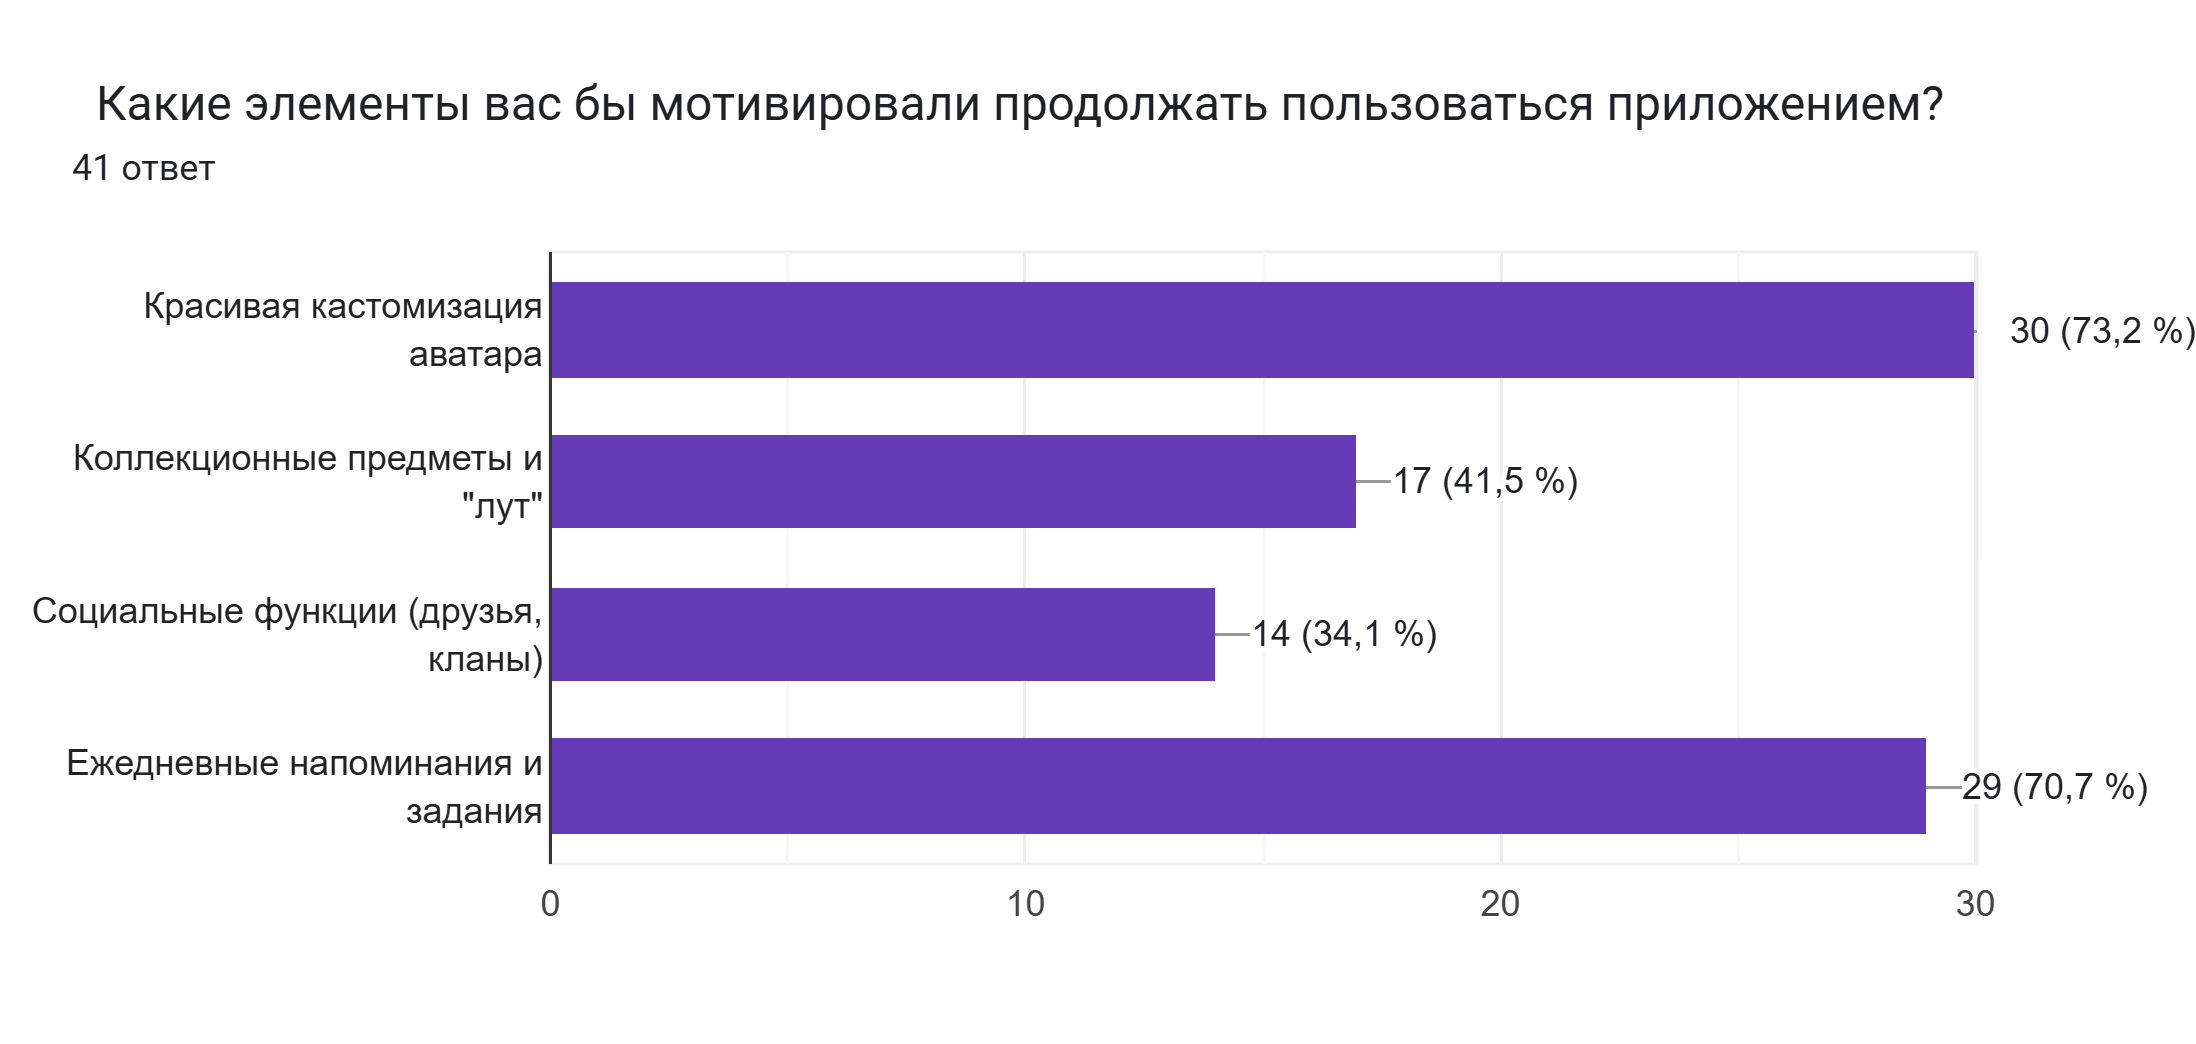 Какие элементы вас бы мотивировали продолжать пользоваться приложением?
41 ответ
Красивая кастомизация
аватара
30 (73,2 %)
Коллекционные предметы и
"лут"
17 (41,5 %)
Социальные функции (друзья,
кланы)
14 (34,1 %)
Ежедневные напоминания и
задания
29 (70,7 %)
0 10 20 30